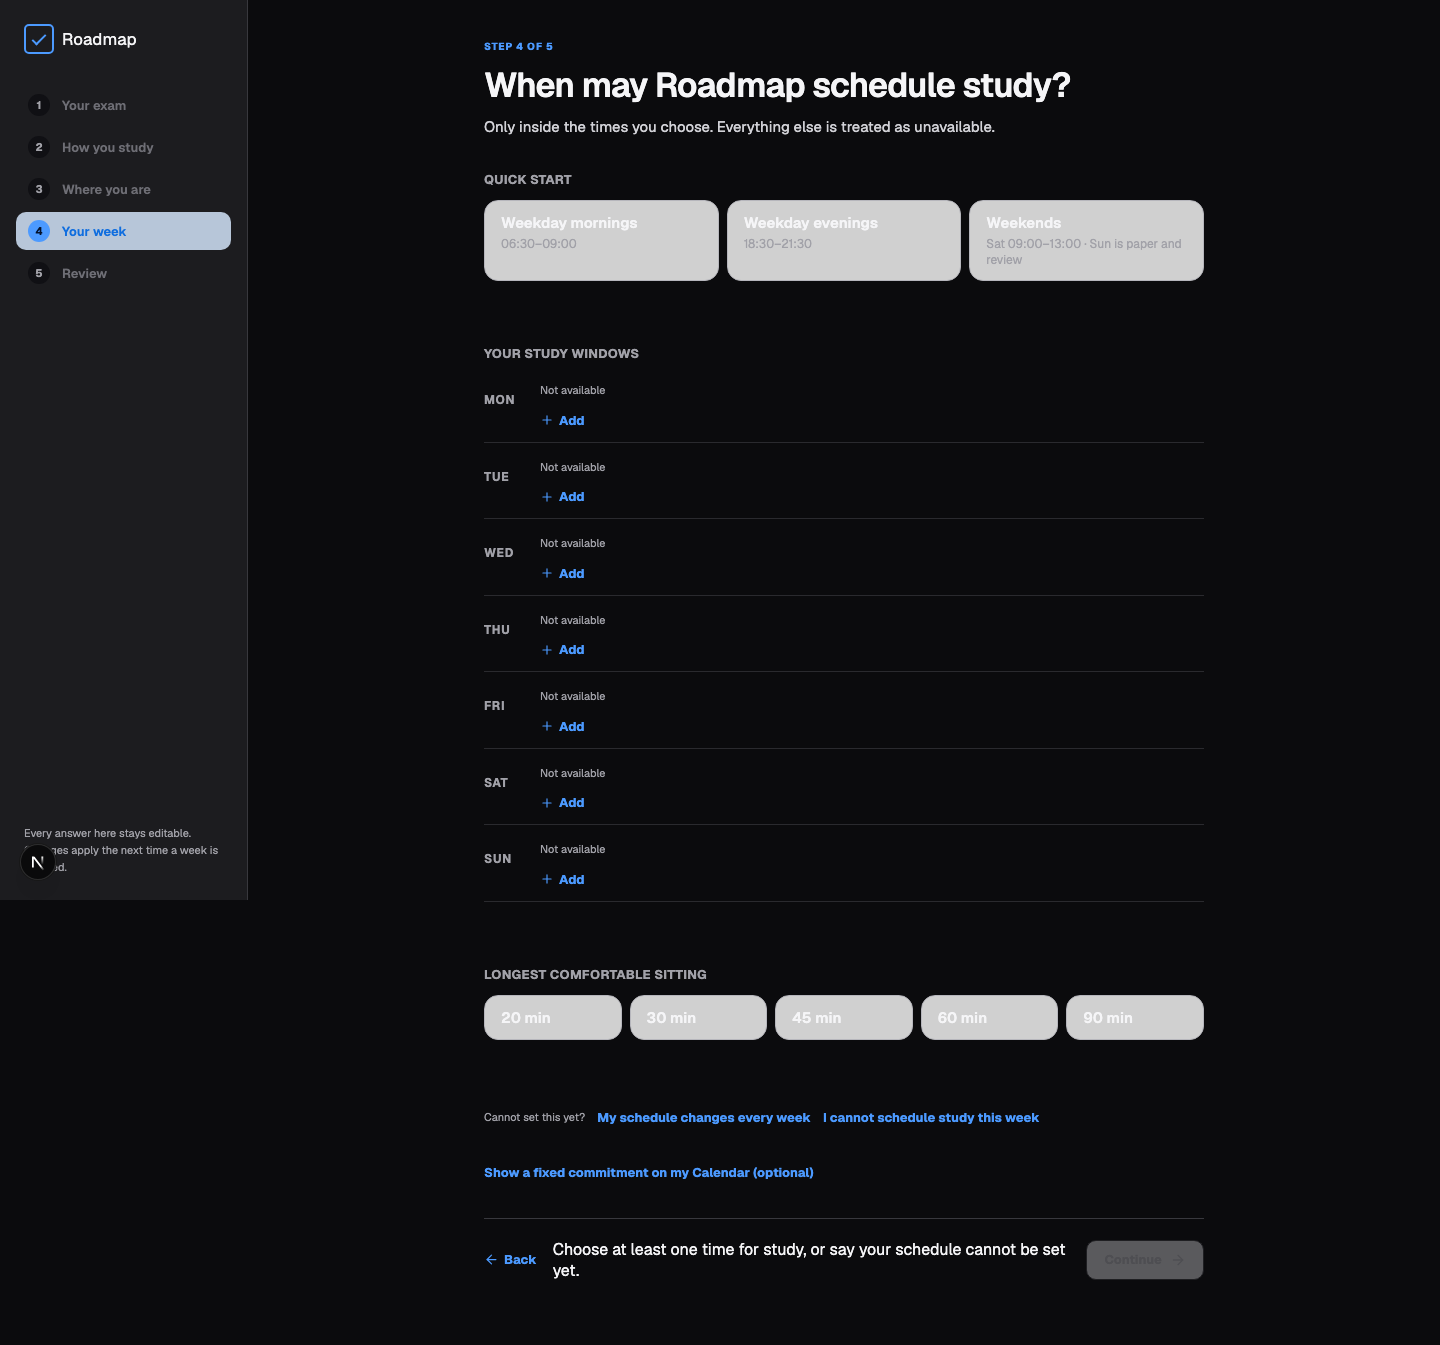 Roadmap
1 Your exam
2 How you study
3 Where you are
4 Your week
5 Review
Every answer here stays editable.
ges apply the next time a week is
ed.
STEP 4 OF 5
When may Roadmap schedule study?
Only inside the times you choose. Everything else is treated as unavailable.
QUICK START
Weekday mornings
06:30–09:00
Weekday evenings
18:30–21:30
Weekends
Sat 09:00–13:00 · Sun is paper and
review
YOUR STUDY WINDOWS
MON
Not available
+ Add
TUE
Not available
+ Add
WED
Not available
+ Add
THU
Not available
+ Add
FRI
Not available
+ Add
SAT
Not available
+ Add
SUN
Not available
+ Add
LONGEST COMFORTABLE SITTING
20 min
30 min
45 min
60 min
90 min
Cannot set this yet? My schedule changes every week I cannot schedule study this week
Show a fixed commitment on my Calendar (optional)
← Back
Choose at least one time for study, or say your schedule cannot be set
yet.
Continue →